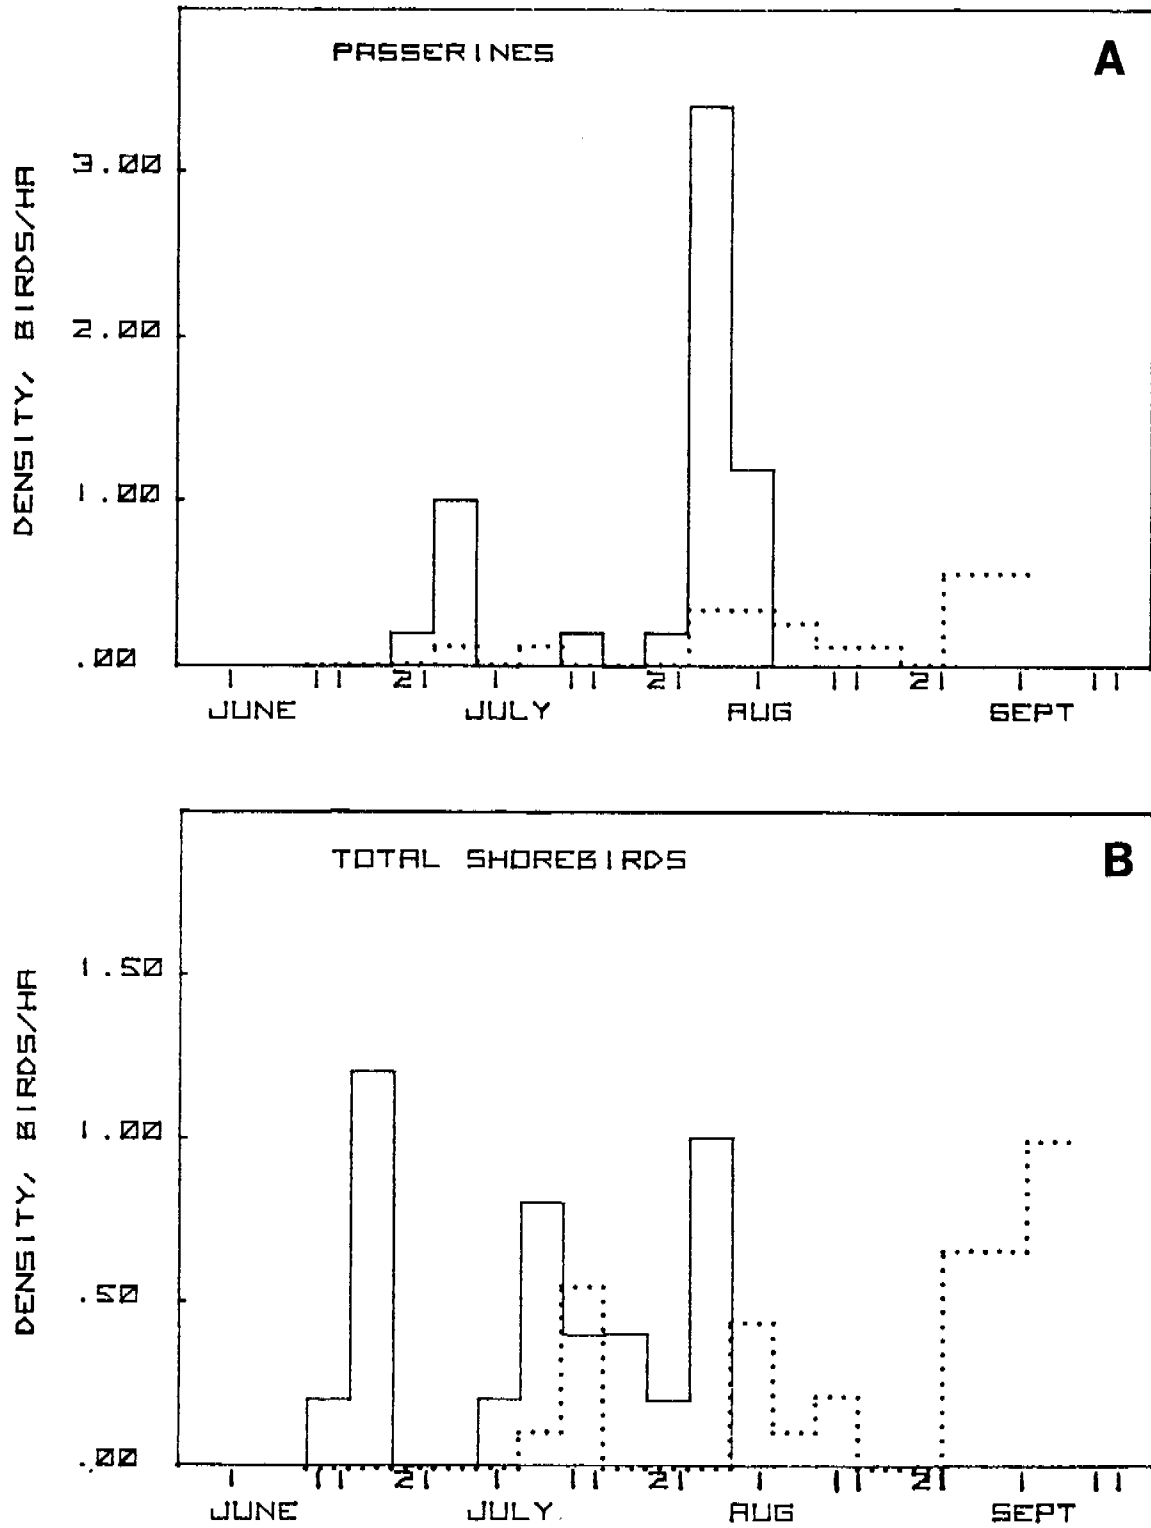 PASSERINES
A
DENSITY, BIRDS/HA
3.00
2.00
1.00
.00
1 11 21 1 11 21 1 11 21 1 11
JUNE JULY AUG SEPT
TOTAL SHOREBIRDS
B
DENSITY, BIRDS/HA
1.50
1.00
.50
.00
1 11 21 1 11 21 1 11 21 1 11
JUNE JULY AUG SEPT